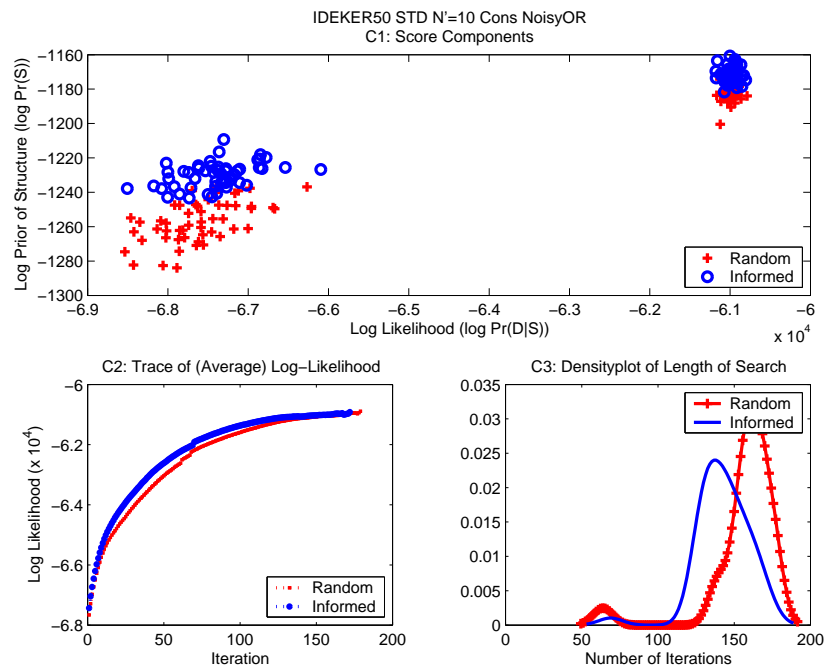 IDEKER50 STD N'=10 Cons NoisyOR
C1: Score Components
Log Prior of Structure (log Pr(S))
−1160
−1180
−1200
−1220
−1240
−1260
−1280
−1300
Random
Informed
−6.9 −6.8 −6.7 −6.6 −6.5 −6.4 −6.3 −6.2 −6.1 −6
Log Likelihood (log Pr(D|S))
x 10^4
C2: Trace of (Average) Log−Likelihood
Log Likelihood (x 10^4)
−6
−6.2
−6.4
−6.6
−6.8
Random
Informed
0 50 100 150 200
Iteration
C3: Densityplot of Length of Search
0.035
0.03
0.025
0.02
0.015
0.01
0.005
0
Random
Informed
0 50 100 150 200
Number of Iterations